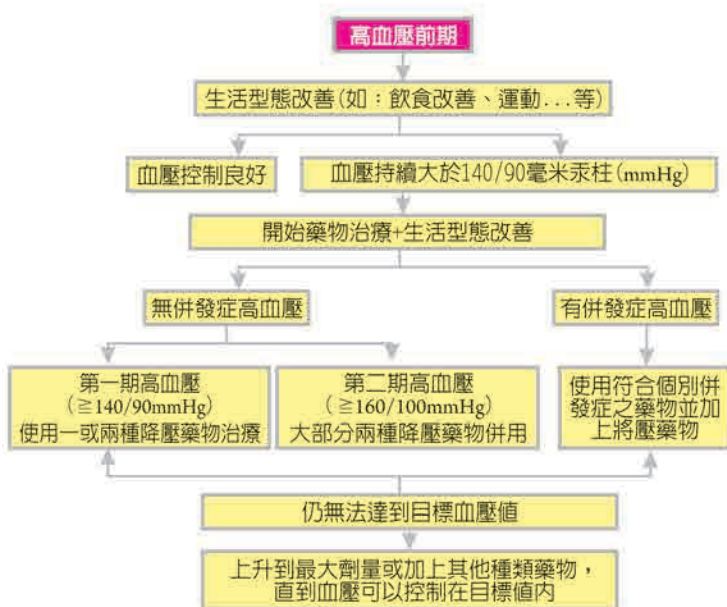 高血壓前期
生活型態改善(如：飲食改善、運動...等)
血壓控制良好
血壓持續大於140/90毫米汞柱(mmHg)
開始藥物治療+生活型態改善
無併發症高血壓
有併發症高血壓
第一期高血壓
(≧140/90mmHg)
使用一或兩種降壓藥物治療
第二期高血壓
(≧160/100mmHg)
大部分兩種降壓藥物併用
使用符合個別併
發症之藥物並加
上將壓藥物
仍無法達到目標血壓值
上升到最大劑量或加上其他種類藥物，
直到血壓可以控制在目標值内